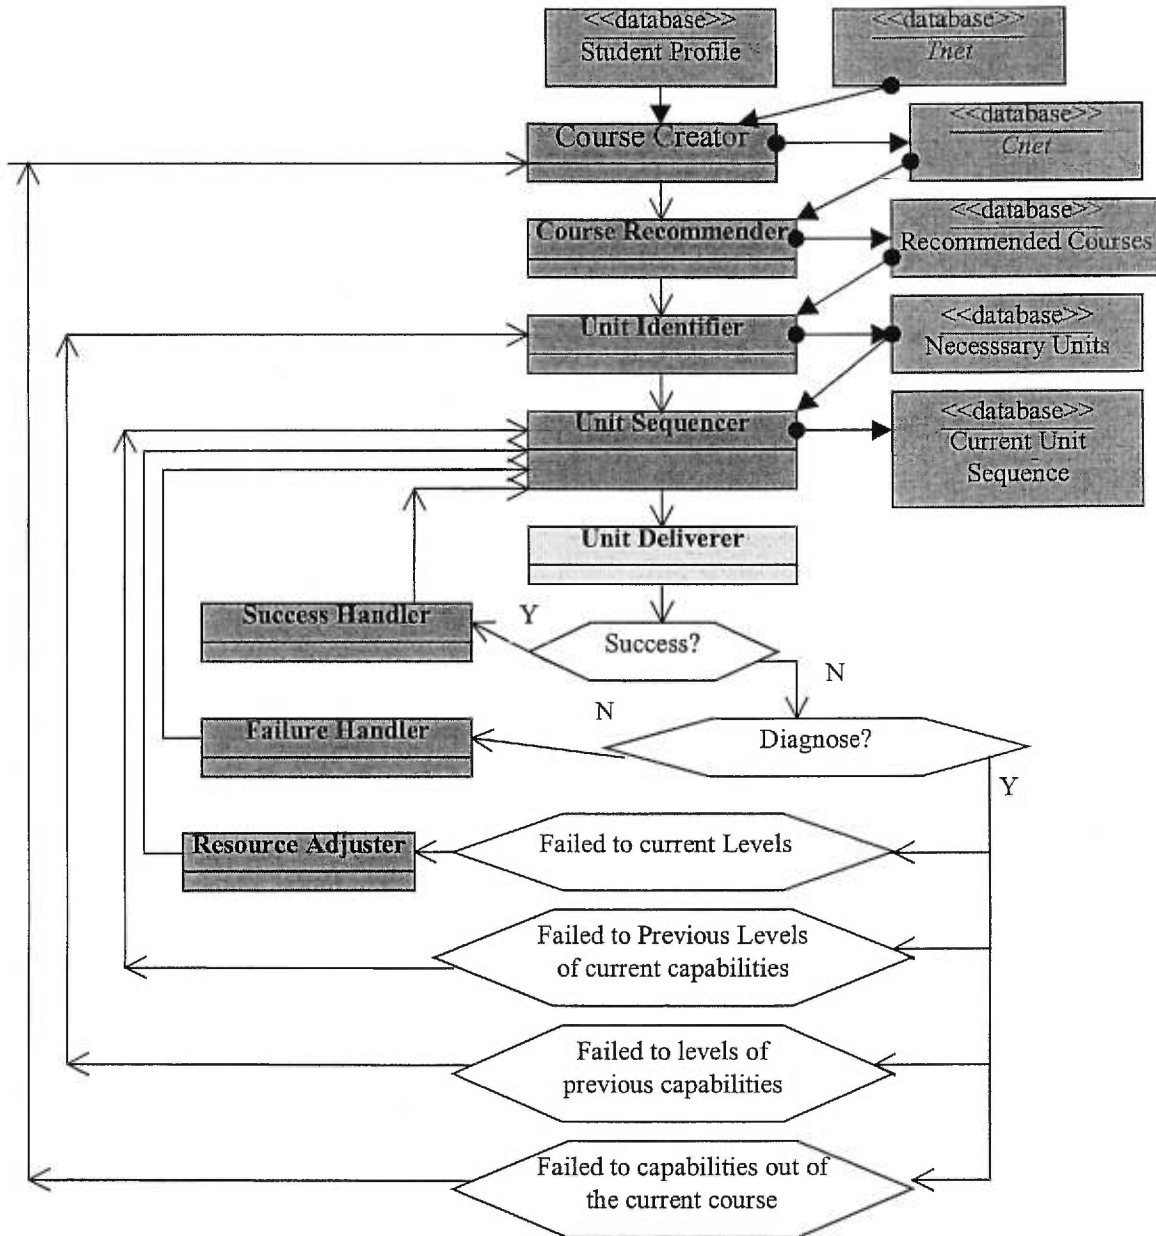 <<database>>
Student Profile
<<database>>
Tnet
Course Creator
<<database>>
Cnet
Course Recommender
<<database>>
Recommended Courses
Unit Identifier
<<database>>
Necesssary Units
Unit Sequencer
<<database>>
Current Unit
Sequence
Unit Deliverer
Success Handler
Y
Success?
N
Failure Handler
N
Diagnose?
Y
Resource Adjuster
Failed to current Levels
Failed to Previous Levels
of current capabilities
Failed to levels of
previous capabilities
Failed to capabilities out of
the current course